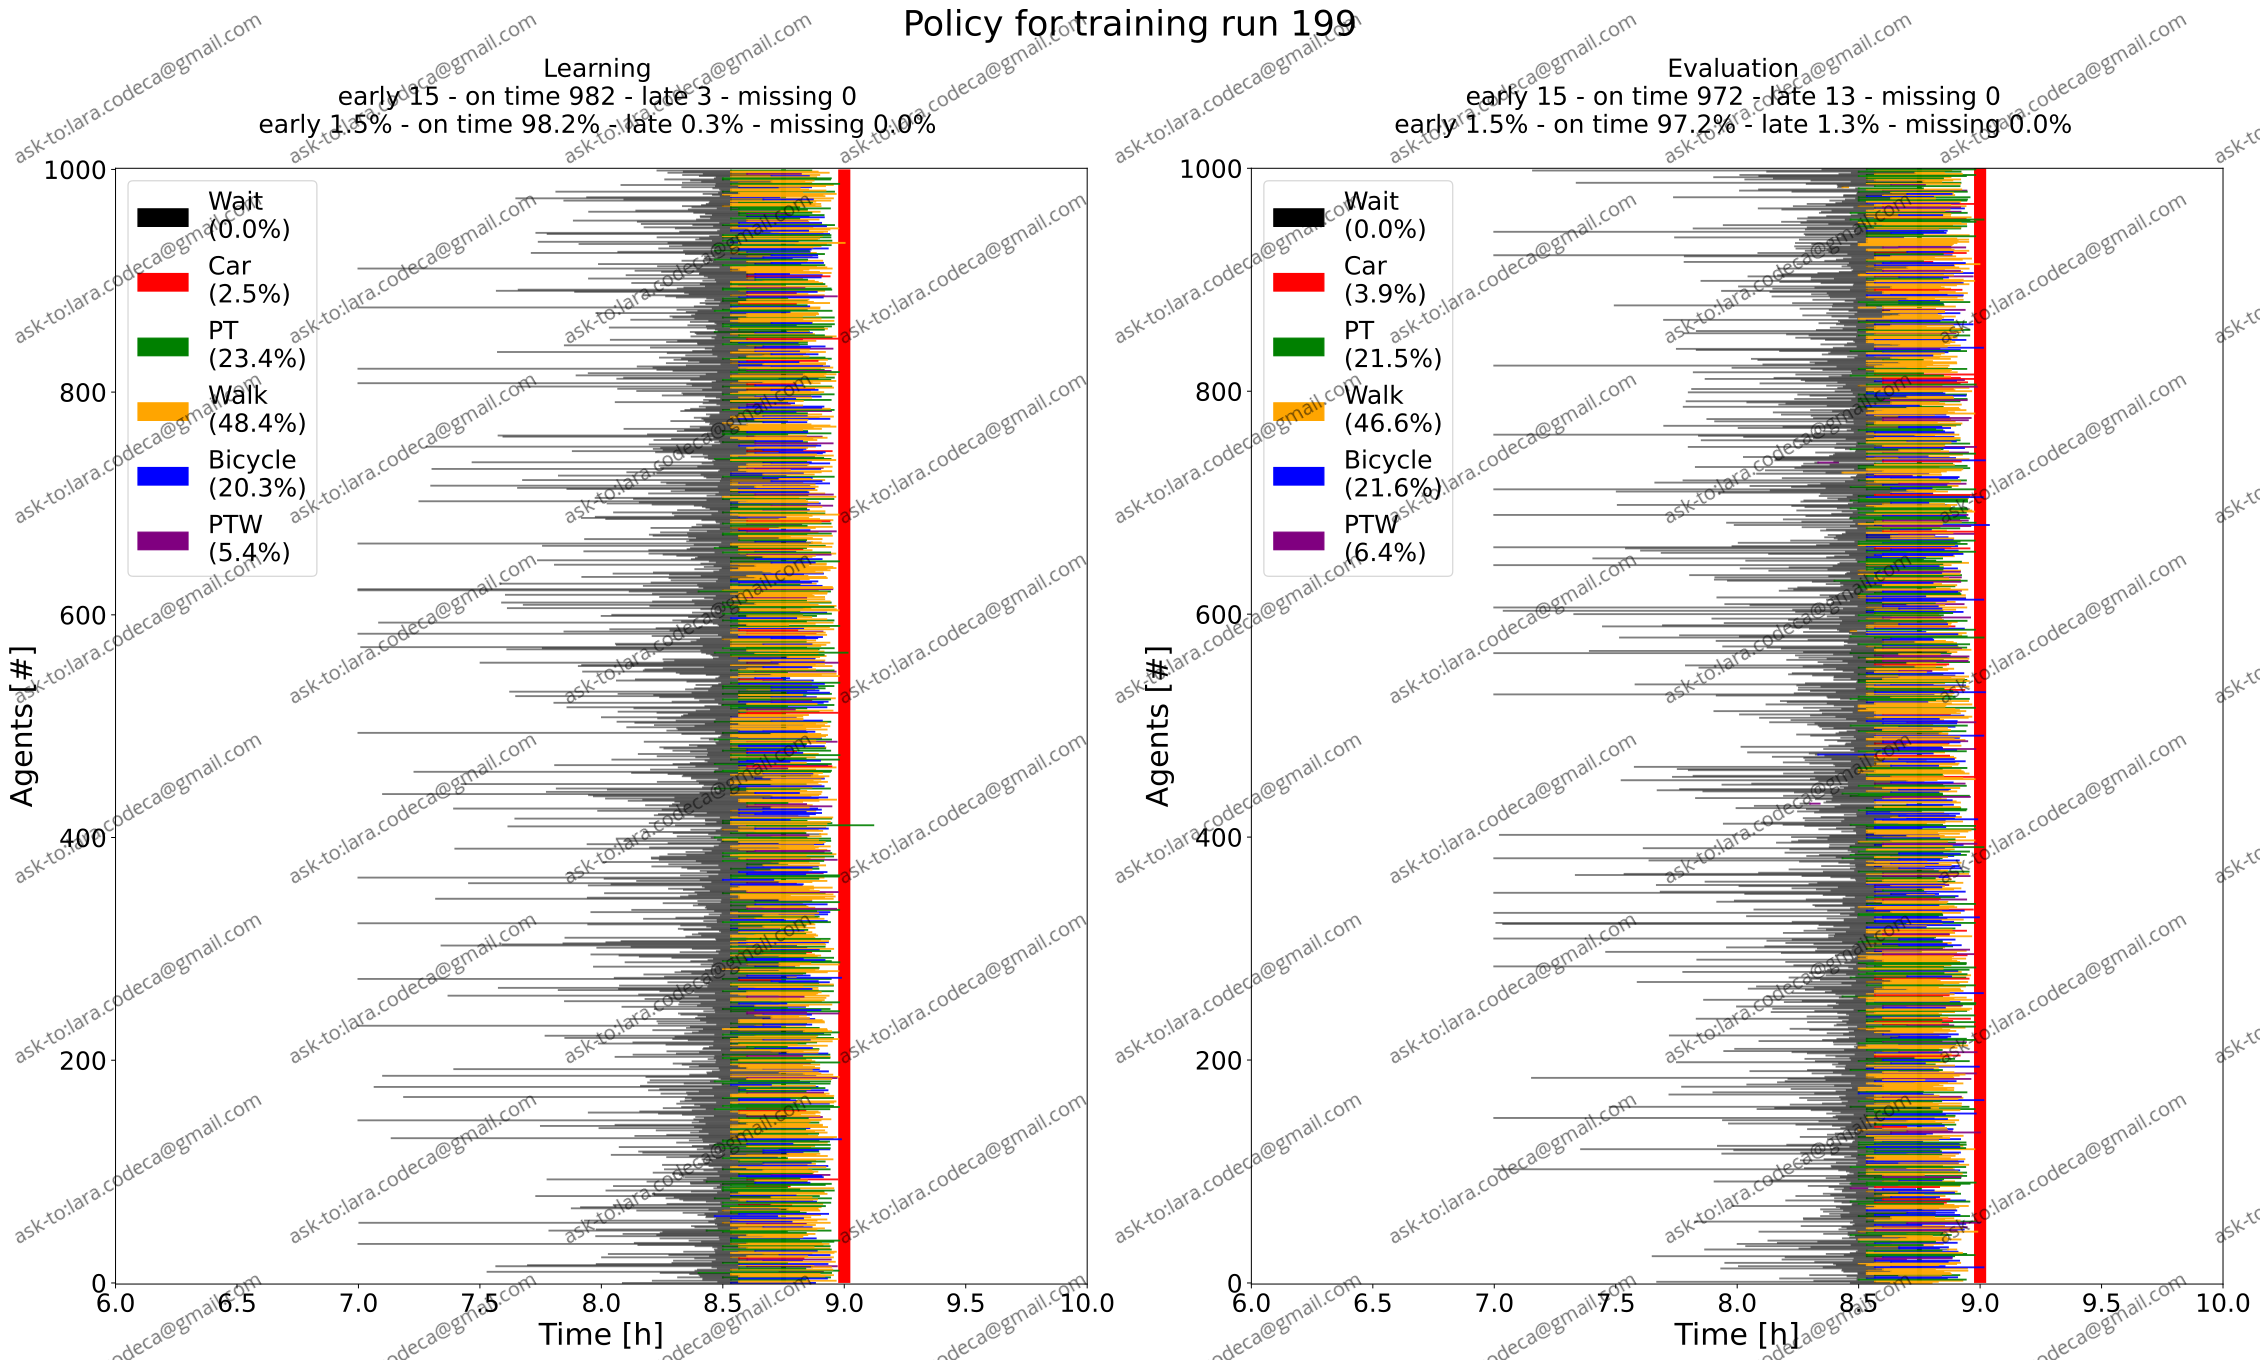 Policy for training run 199
Learning
early 15 - on time 982 - late 3 - missing 0
early 1.5% - on time 98.2% - late 0.3% - missing 0.0%
1000
800
600
400
200
0
Agents [#]
Wait
(0.0%)
Car
(2.5%)
PT
(23.4%)
Walk
(48.4%)
Bicycle
(20.3%)
PTW
(5.4%)
6.0 6.5 7.0 7.5 8.0 8.5 9.0 9.5 10.0
Time [h]
Evaluation
early 15 - on time 972 - late 13 - missing 0
early 1.5% - on time 97.2% - late 1.3% - missing 0.0%
1000
800
600
400
200
0
Agents [#]
Wait
(0.0%)
Car
(3.9%)
PT
(21.5%)
Walk
(46.6%)
Bicycle
(21.6%)
PTW
(6.4%)
6.0 6.5 7.0 7.5 8.0 8.5 9.0 9.5 10.0
Time [h]
ask-to:lara.codeca@gmail.com